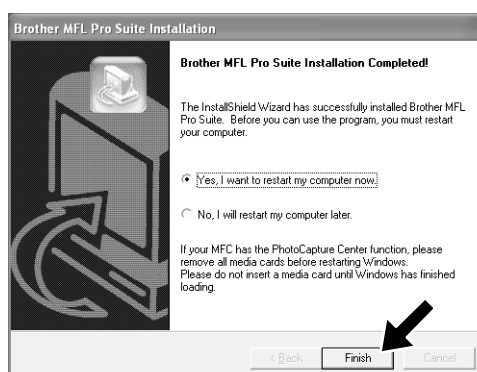 Brother MFL Pro Suite Installation
Brother MFL Pro Suite Installation Completed!
The InstallShield Wizard has successfully installed Brother MFL
Pro Suite. Before you can use the program, you must restart
your computer.
Yes, I want to restart my computer now.
No, I will restart my computer later.
If your MFC has the PhotoCapture Center function, please
remove all media cards before restarting Windows.
Please do not insert a media card until Windows has finished
loading.
< Back Finish Cancel